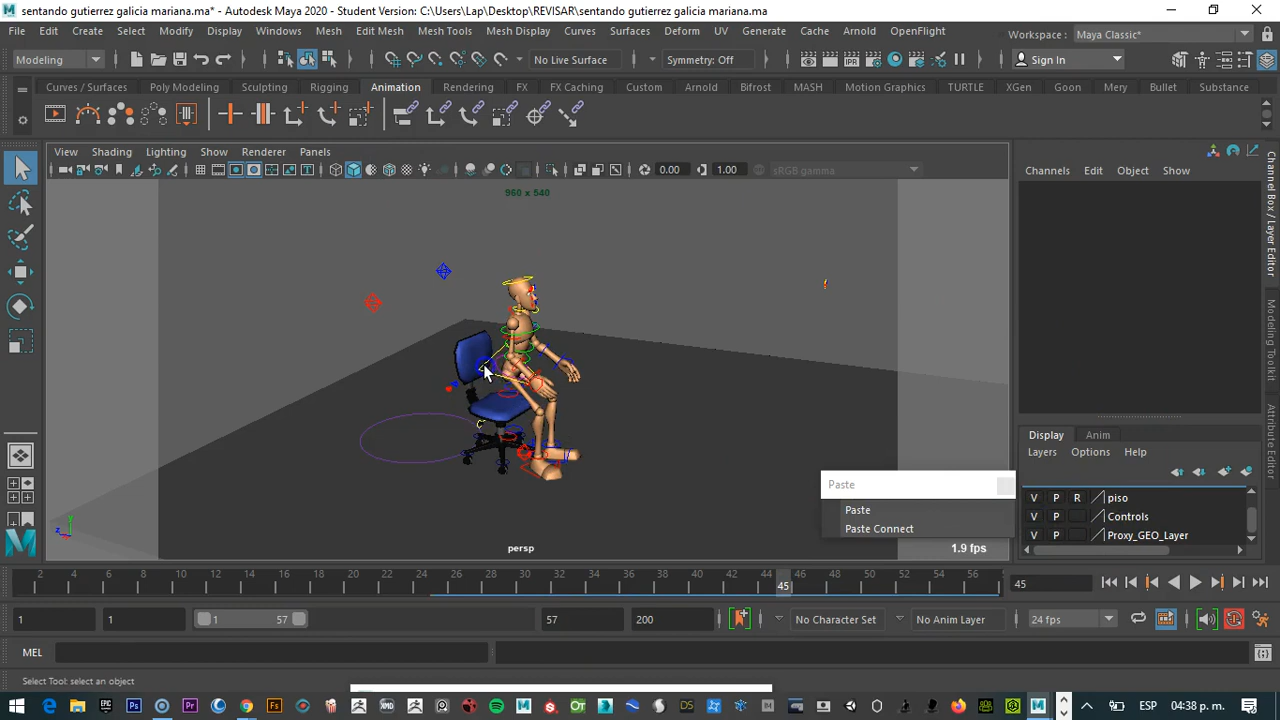 sentando gutierrez galicia mariana.ma* - Autodesk Maya 2020 - Student Version: C:\Users\Lap\Desktop\REVISAR\sentando gutierrez galicia mariana.ma
File Edit Create Select Modify Display Windows Mesh Edit Mesh Mesh Tools Mesh Display Curves Surfaces Deform UV Generate Cache Arnold OpenFlight
Workspace : Maya Classic*
Modeling No Live Surface Symmetry: Off Sign In
Curves / Surfaces Poly Modeling Sculpting Rigging Animation Rendering FX FX Caching Custom Arnold Bifrost MASH Motion Graphics TURTLE XGen Goon Mery Bullet Substance
View Shading Lighting Show Renderer Panels
0.00 1.00 sRGB gamma
Channels Edit Object Show
960 x 540
Channel Box / Layer Editor
Modeling Toolkit
Attribute Editor
Display Anim
Layers Options Help
V P R piso
V P Controls
V P Proxy_GEO_Layer
Paste
Paste
Paste Connect
persp
1.9 fps
2 4 6 8 10 12 14 16 18 20 22 24 26 28 30 32 34 36 38 40 42 44 46 48 50 52 54 56
45
45
1 1 1 57 57 200 No Character Set No Anim Layer 24 fps
MEL
Select Tool: select an object
ESP 04:38 p. m.